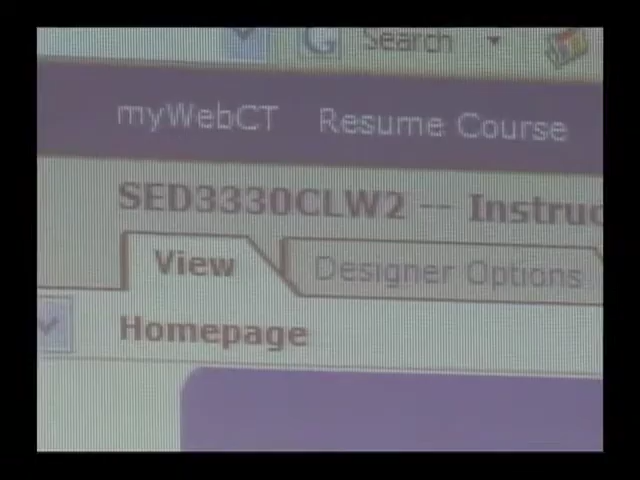 G Search
myWebCT Resume Course
SED3330CLW2 -- Instruc
View Designer Options
Homepage